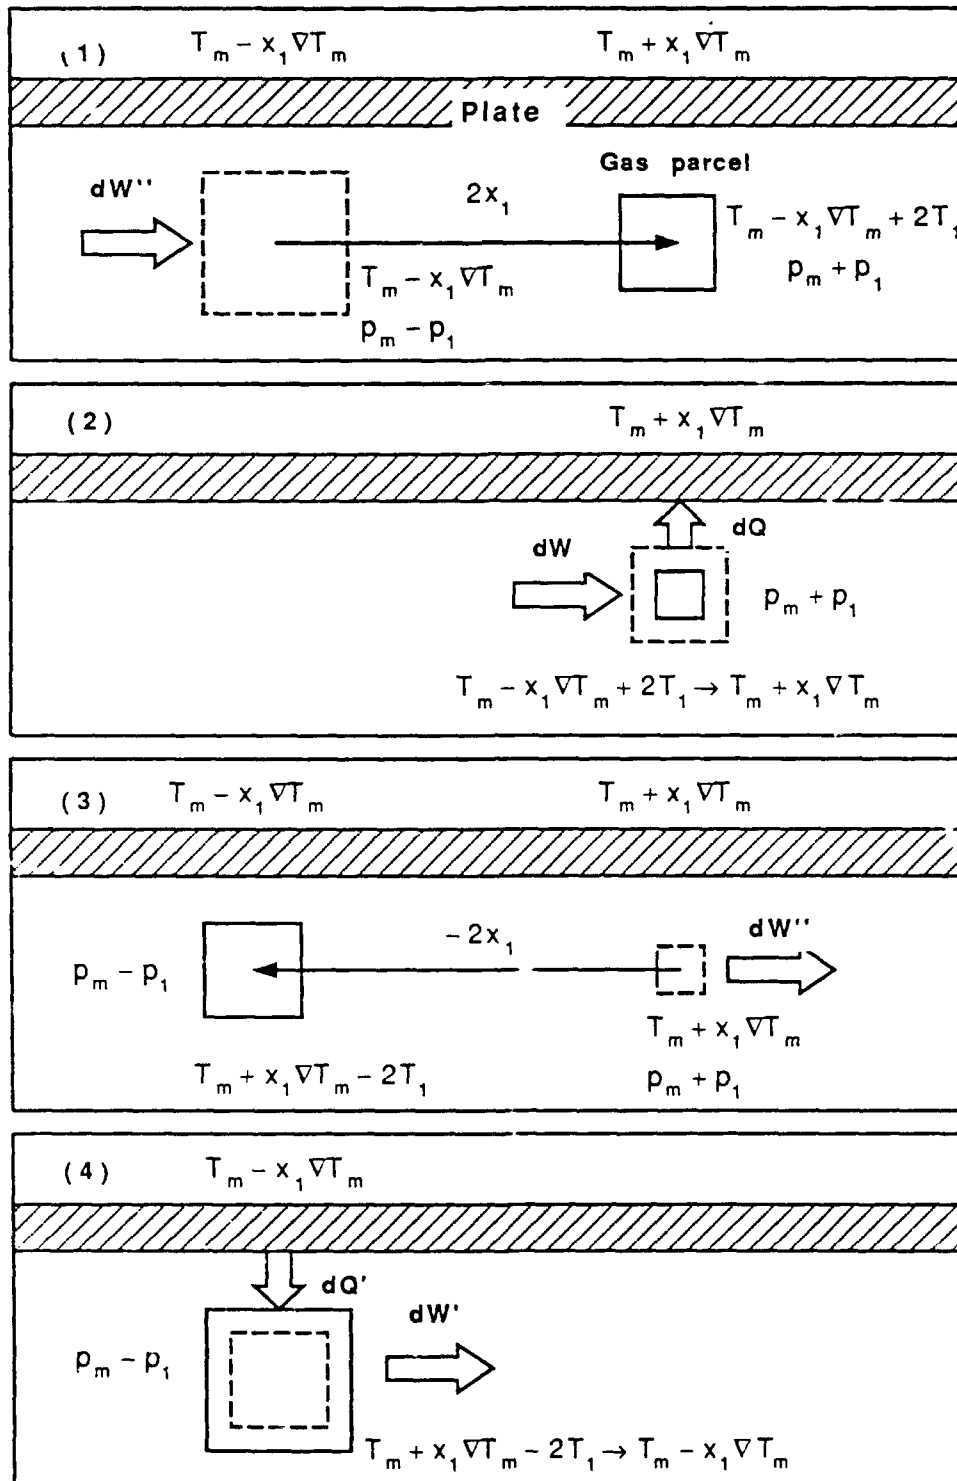 (1) T_m − x_1 ∇T_m T_m + x_1 ∇T_m
Plate
Gas parcel
dW''
2x_1
T_m − x_1 ∇T_m + 2T_1
p_m + p_1
T_m − x_1 ∇T_m
p_m − p_1
(2) T_m + x_1 ∇T_m
dQ
dW
p_m + p_1
T_m − x_1 ∇T_m + 2T_1 → T_m + x_1 ∇T_m
(3) T_m − x_1 ∇T_m T_m + x_1 ∇T_m
−2x_1
dW''
p_m − p_1
T_m + x_1 ∇T_m
T_m + x_1 ∇T_m − 2T_1
p_m + p_1
(4) T_m − x_1 ∇T_m
dQ'
dW'
p_m − p_1
T_m + x_1 ∇T_m − 2T_1 → T_m − x_1 ∇T_m